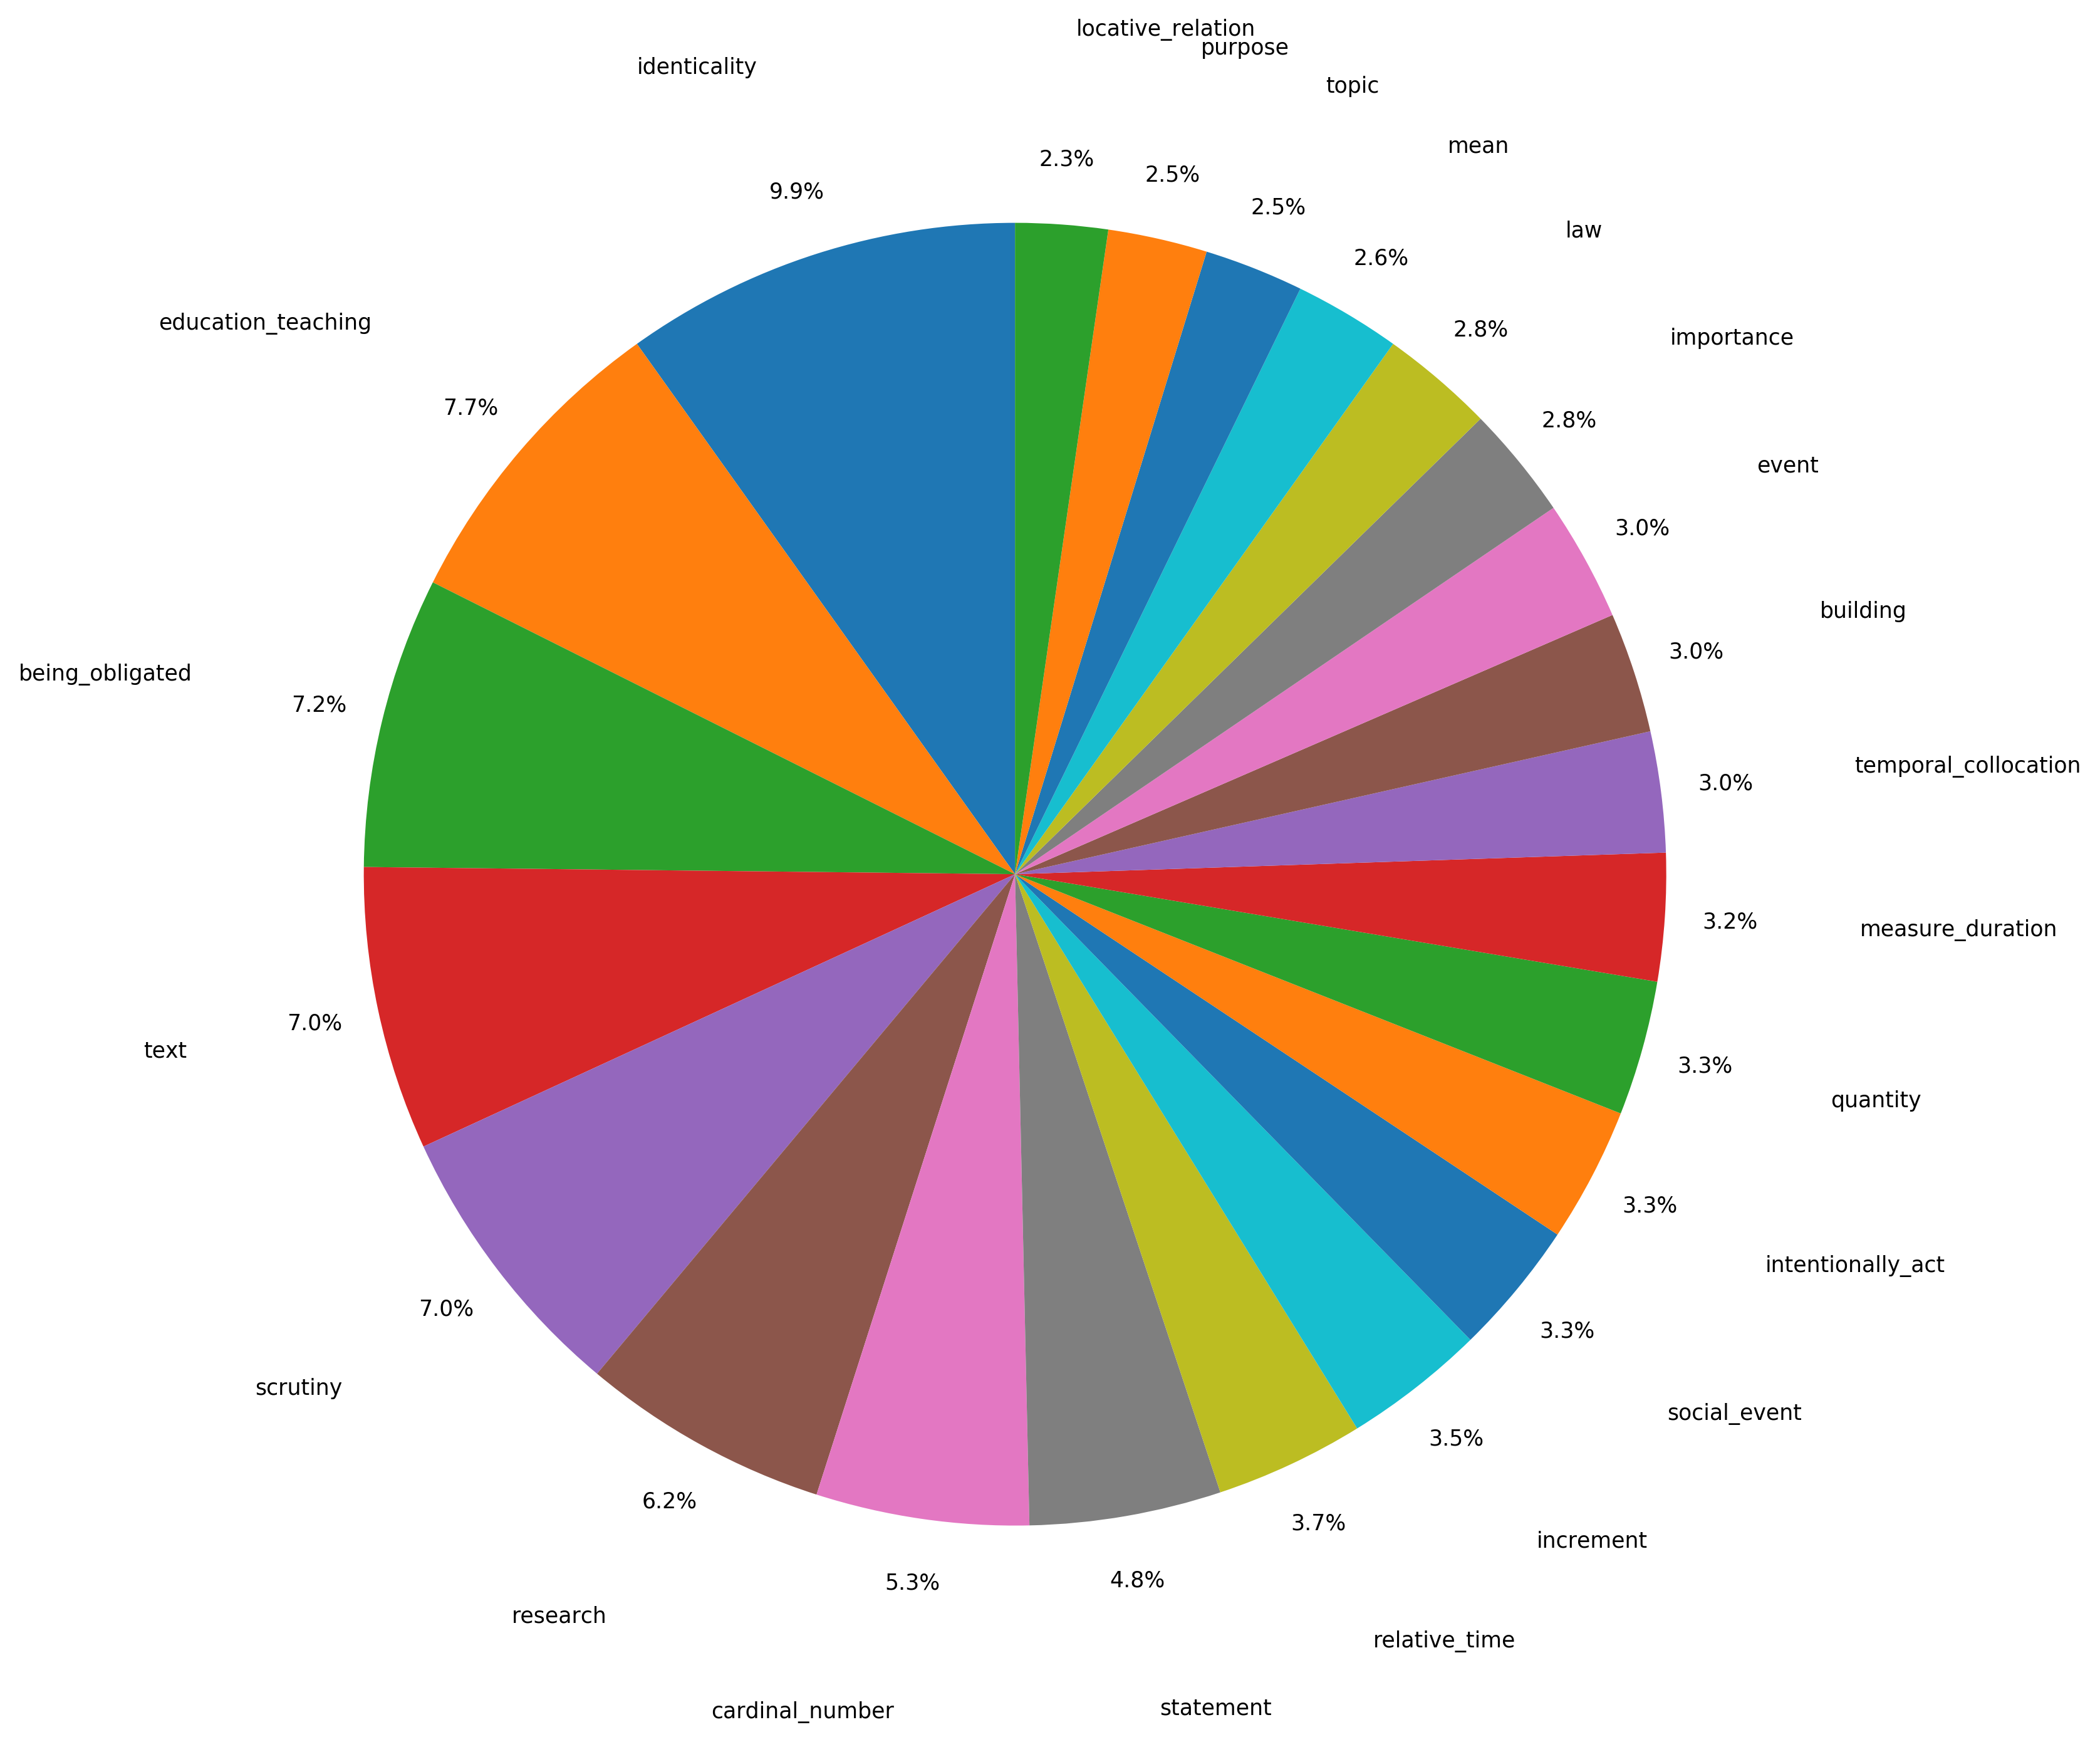 locative_relation
purpose
identicality
topic
mean
2.3%
2.5%
9.9%
2.5%
law
2.6%
education_teaching
2.8%
importance
7.7%
2.8%
event
3.0%
building
3.0%
being_obligated
7.2%
temporal_collocation
3.0%
3.2%
measure_duration
7.0%
text
3.3%
quantity
3.3%
intentionally_act
7.0%
3.3%
scrutiny
social_event
3.5%
6.2%
3.7%
increment
5.3%
4.8%
research
relative_time
cardinal_number
statement